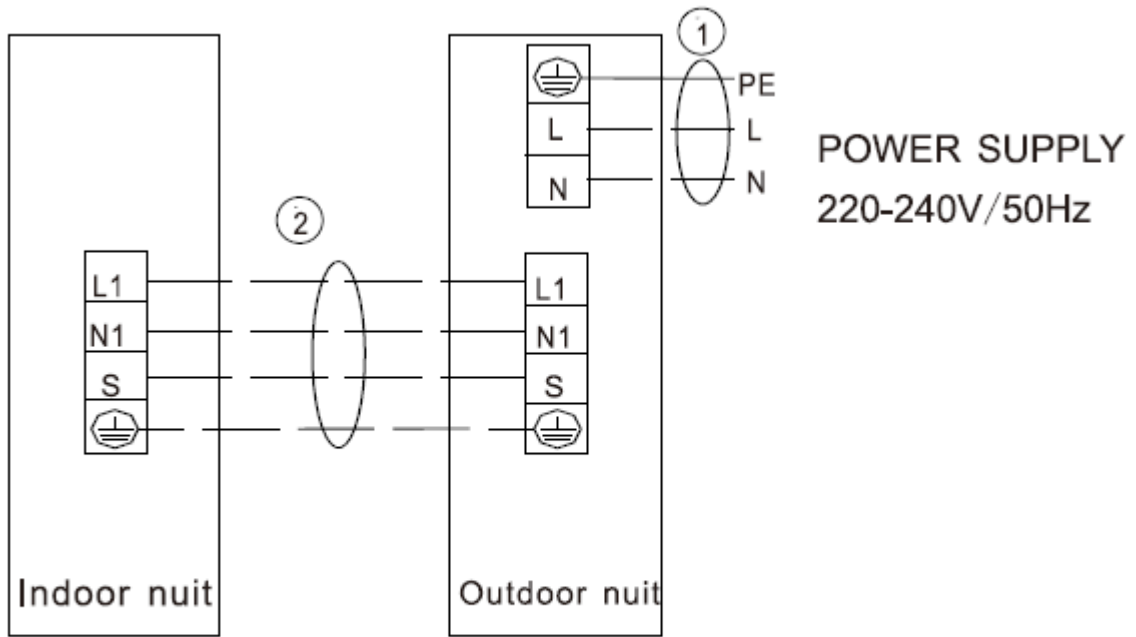 1
PE
L L
N N
POWER SUPPLY
220-240V/50Hz
2
L1 L1
N1 N1
S S
Indoor nuit
Outdoor nuit